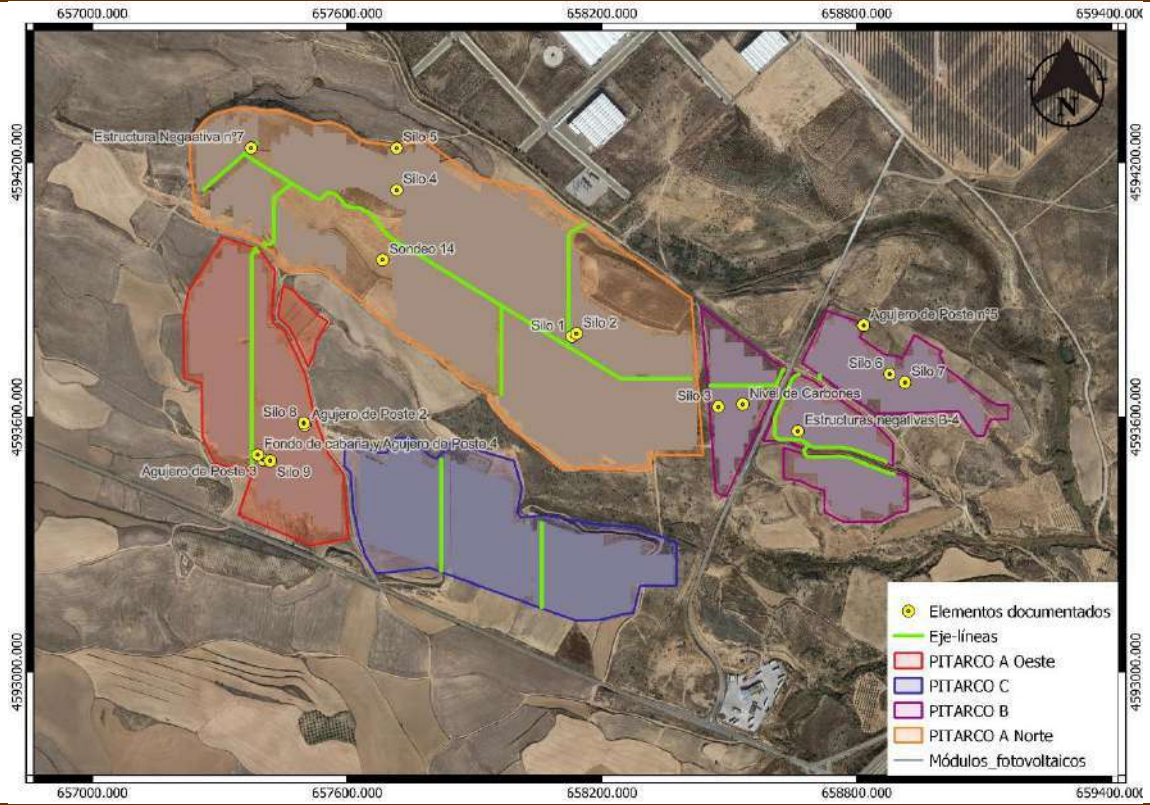 657000.000 657600.000 658200.000 658800.000 659400.000
4594200.000 4594200.000
Estructura Negaativa nº7
Silo 5
Silo 4
Sondeo 14
Silo 1 Silo 2
Agujero de Poste nº5
Silo 6
Silo 7
Silo 3 Nivel de Carbones
Estructuras negativas B-4
4593600.000 4593600.000
Silo 8 Agujero de Poste 2
Fondo de cabaña y Agujero de Poste 4
Agujero de Poste 3 Silo 9
4593000.000 4593000.000
N
Elementos documentados
Eje-líneas
PITARCO A Oeste
PITARCO C
PITARCO B
PITARCO A Norte
Módulos_fotovoltaicos
657000.000 657600.000 658200.000 658800.000 659400.000